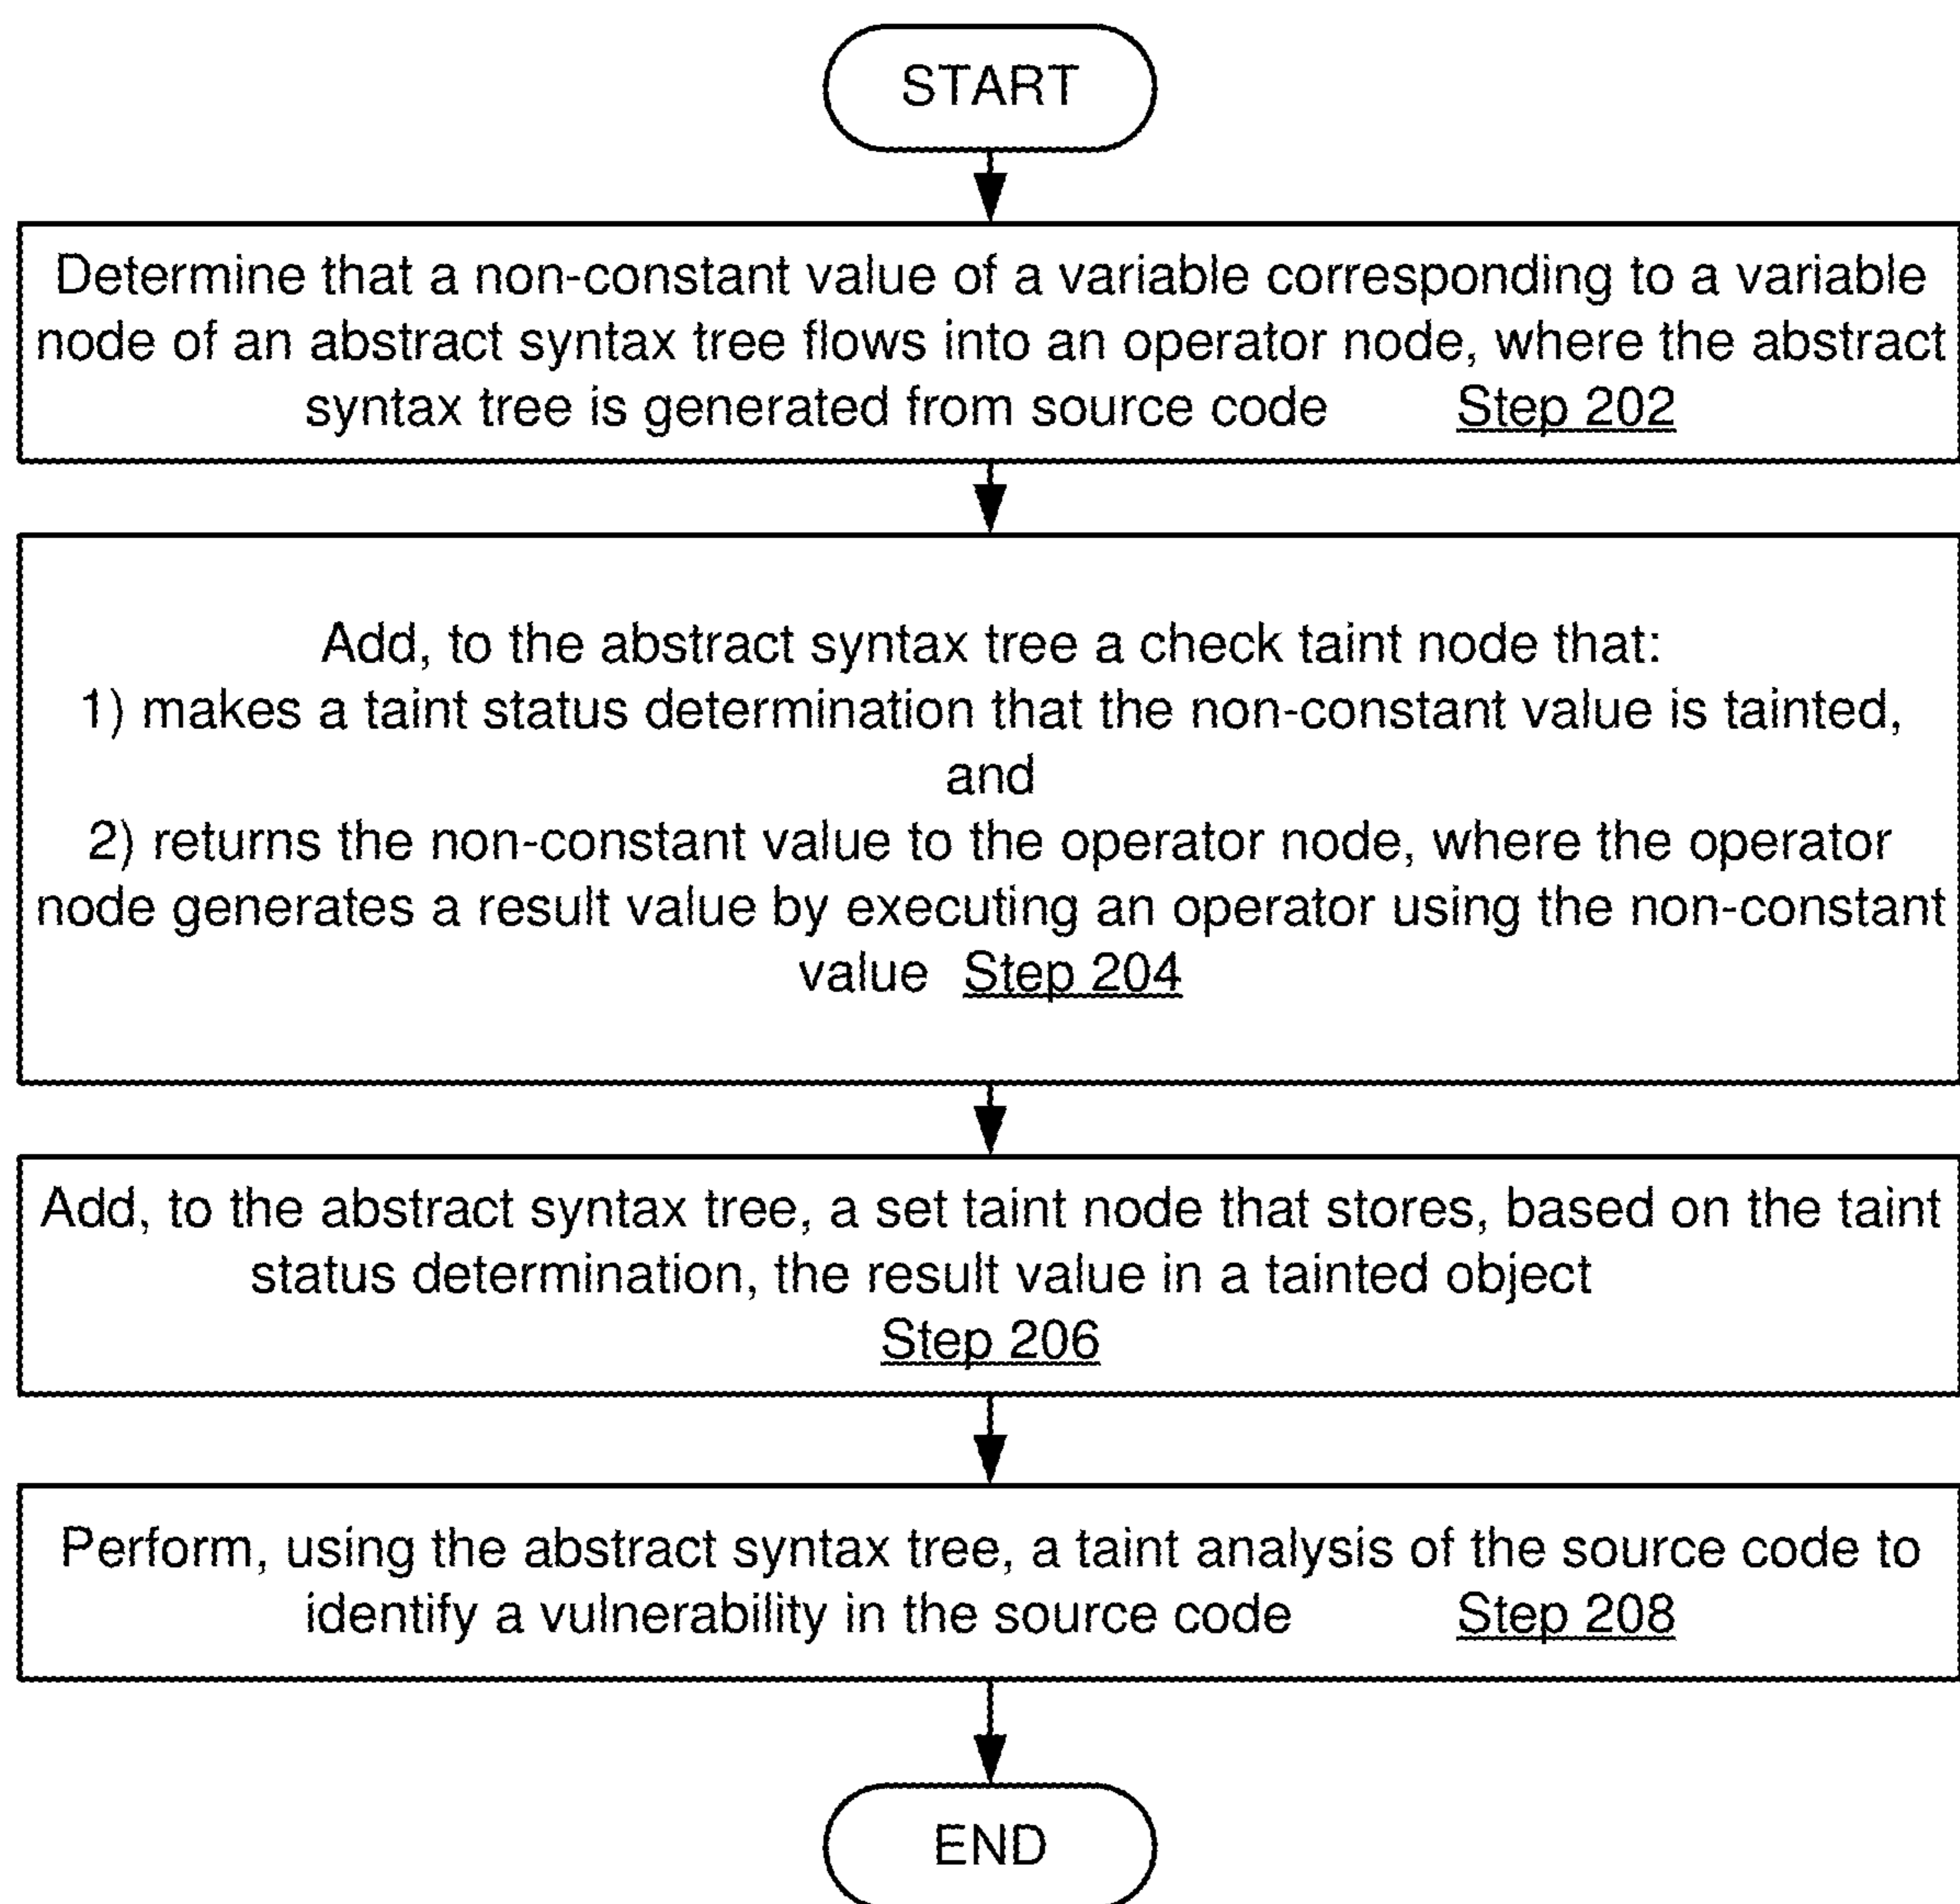 START
Determine that a non-constant value of a variable corresponding to a variable
node of an abstract syntax tree flows into an operator node, where the abstract
syntax tree is generated from source code Step 202
Add, to the abstract syntax tree a check taint node that:
1) makes a taint status determination that the non-constant value is tainted,
and
2) returns the non-constant value to the operator node, where the operator
node generates a result value by executing an operator using the non-constant
value Step 204
Add, to the abstract syntax tree, a set taint node that stores, based on the taint
status determination, the result value in a tainted object
Step 206
Perform, using the abstract syntax tree, a taint analysis of the source code to
identify a vulnerability in the source code Step 208
END